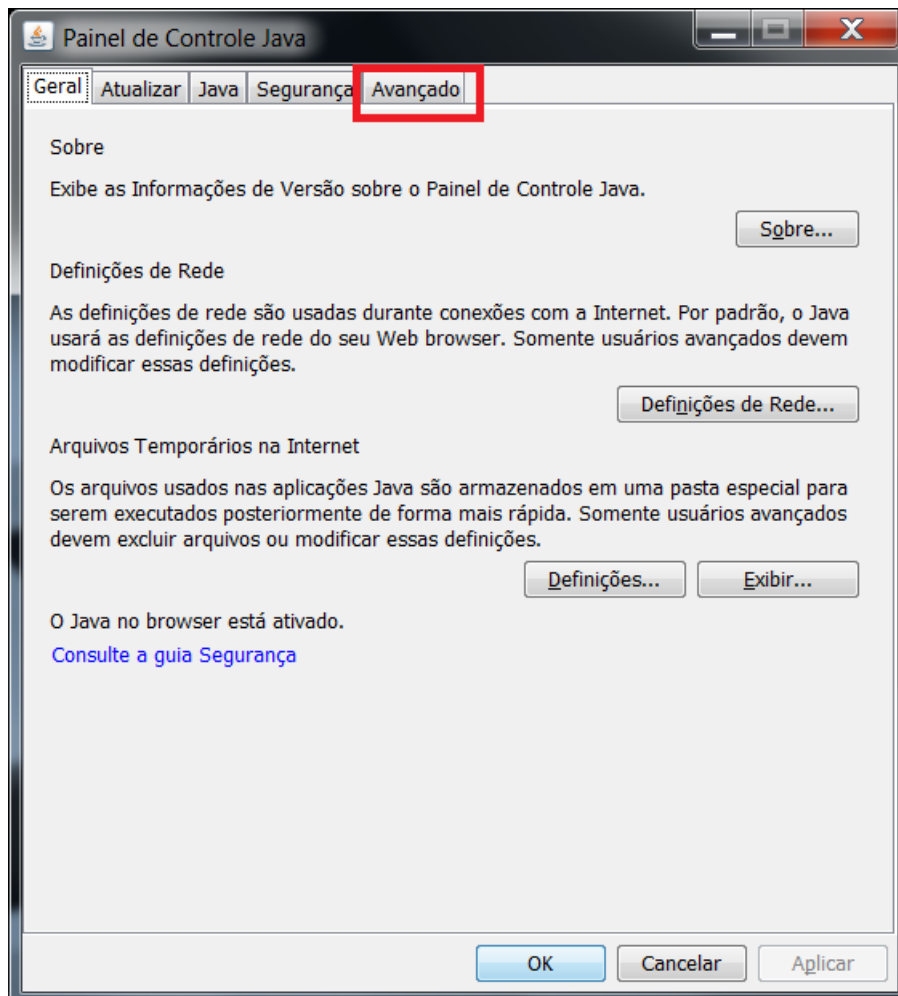 Painel de Controle Java
Geral Atualizar Java Segurança Avançado
Sobre
Exibe as Informações de Versão sobre o Painel de Controle Java.
Sobre...
Definições de Rede
As definições de rede são usadas durante conexões com a Internet. Por padrão, o Java
usará as definições de rede do seu Web browser. Somente usuários avançados devem
modificar essas definições.
Definições de Rede...
Arquivos Temporários na Internet
Os arquivos usados nas aplicações Java são armazenados em uma pasta especial para
serem executados posteriormente de forma mais rápida. Somente usuários avançados
devem excluir arquivos ou modificar essas definições.
Definições... Exibir...
O Java no browser está ativado.
Consulte a guia Segurança
OK Cancelar Aplicar